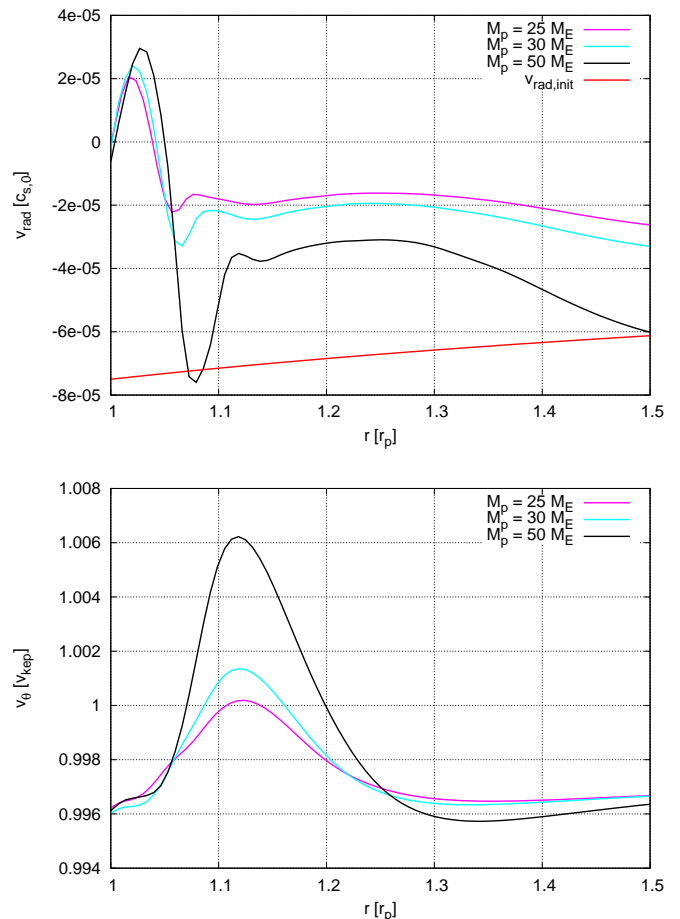 4e-05
2e-05
0
-2e-05
-4e-05
-6e-05
-8e-05
v_rad [c_s,0]
M_p = 25 M_E
M_p = 30 M_E
M_p = 50 M_E
v_rad,init
1 1.1 1.2 1.3 1.4 1.5
r [r_p]
1.008
1.006
1.004
1.002
1
0.998
0.996
0.994
v_θ [v_kep]
M_p = 25 M_E
M_p = 30 M_E
M_p = 50 M_E
1 1.1 1.2 1.3 1.4 1.5
r [r_p]